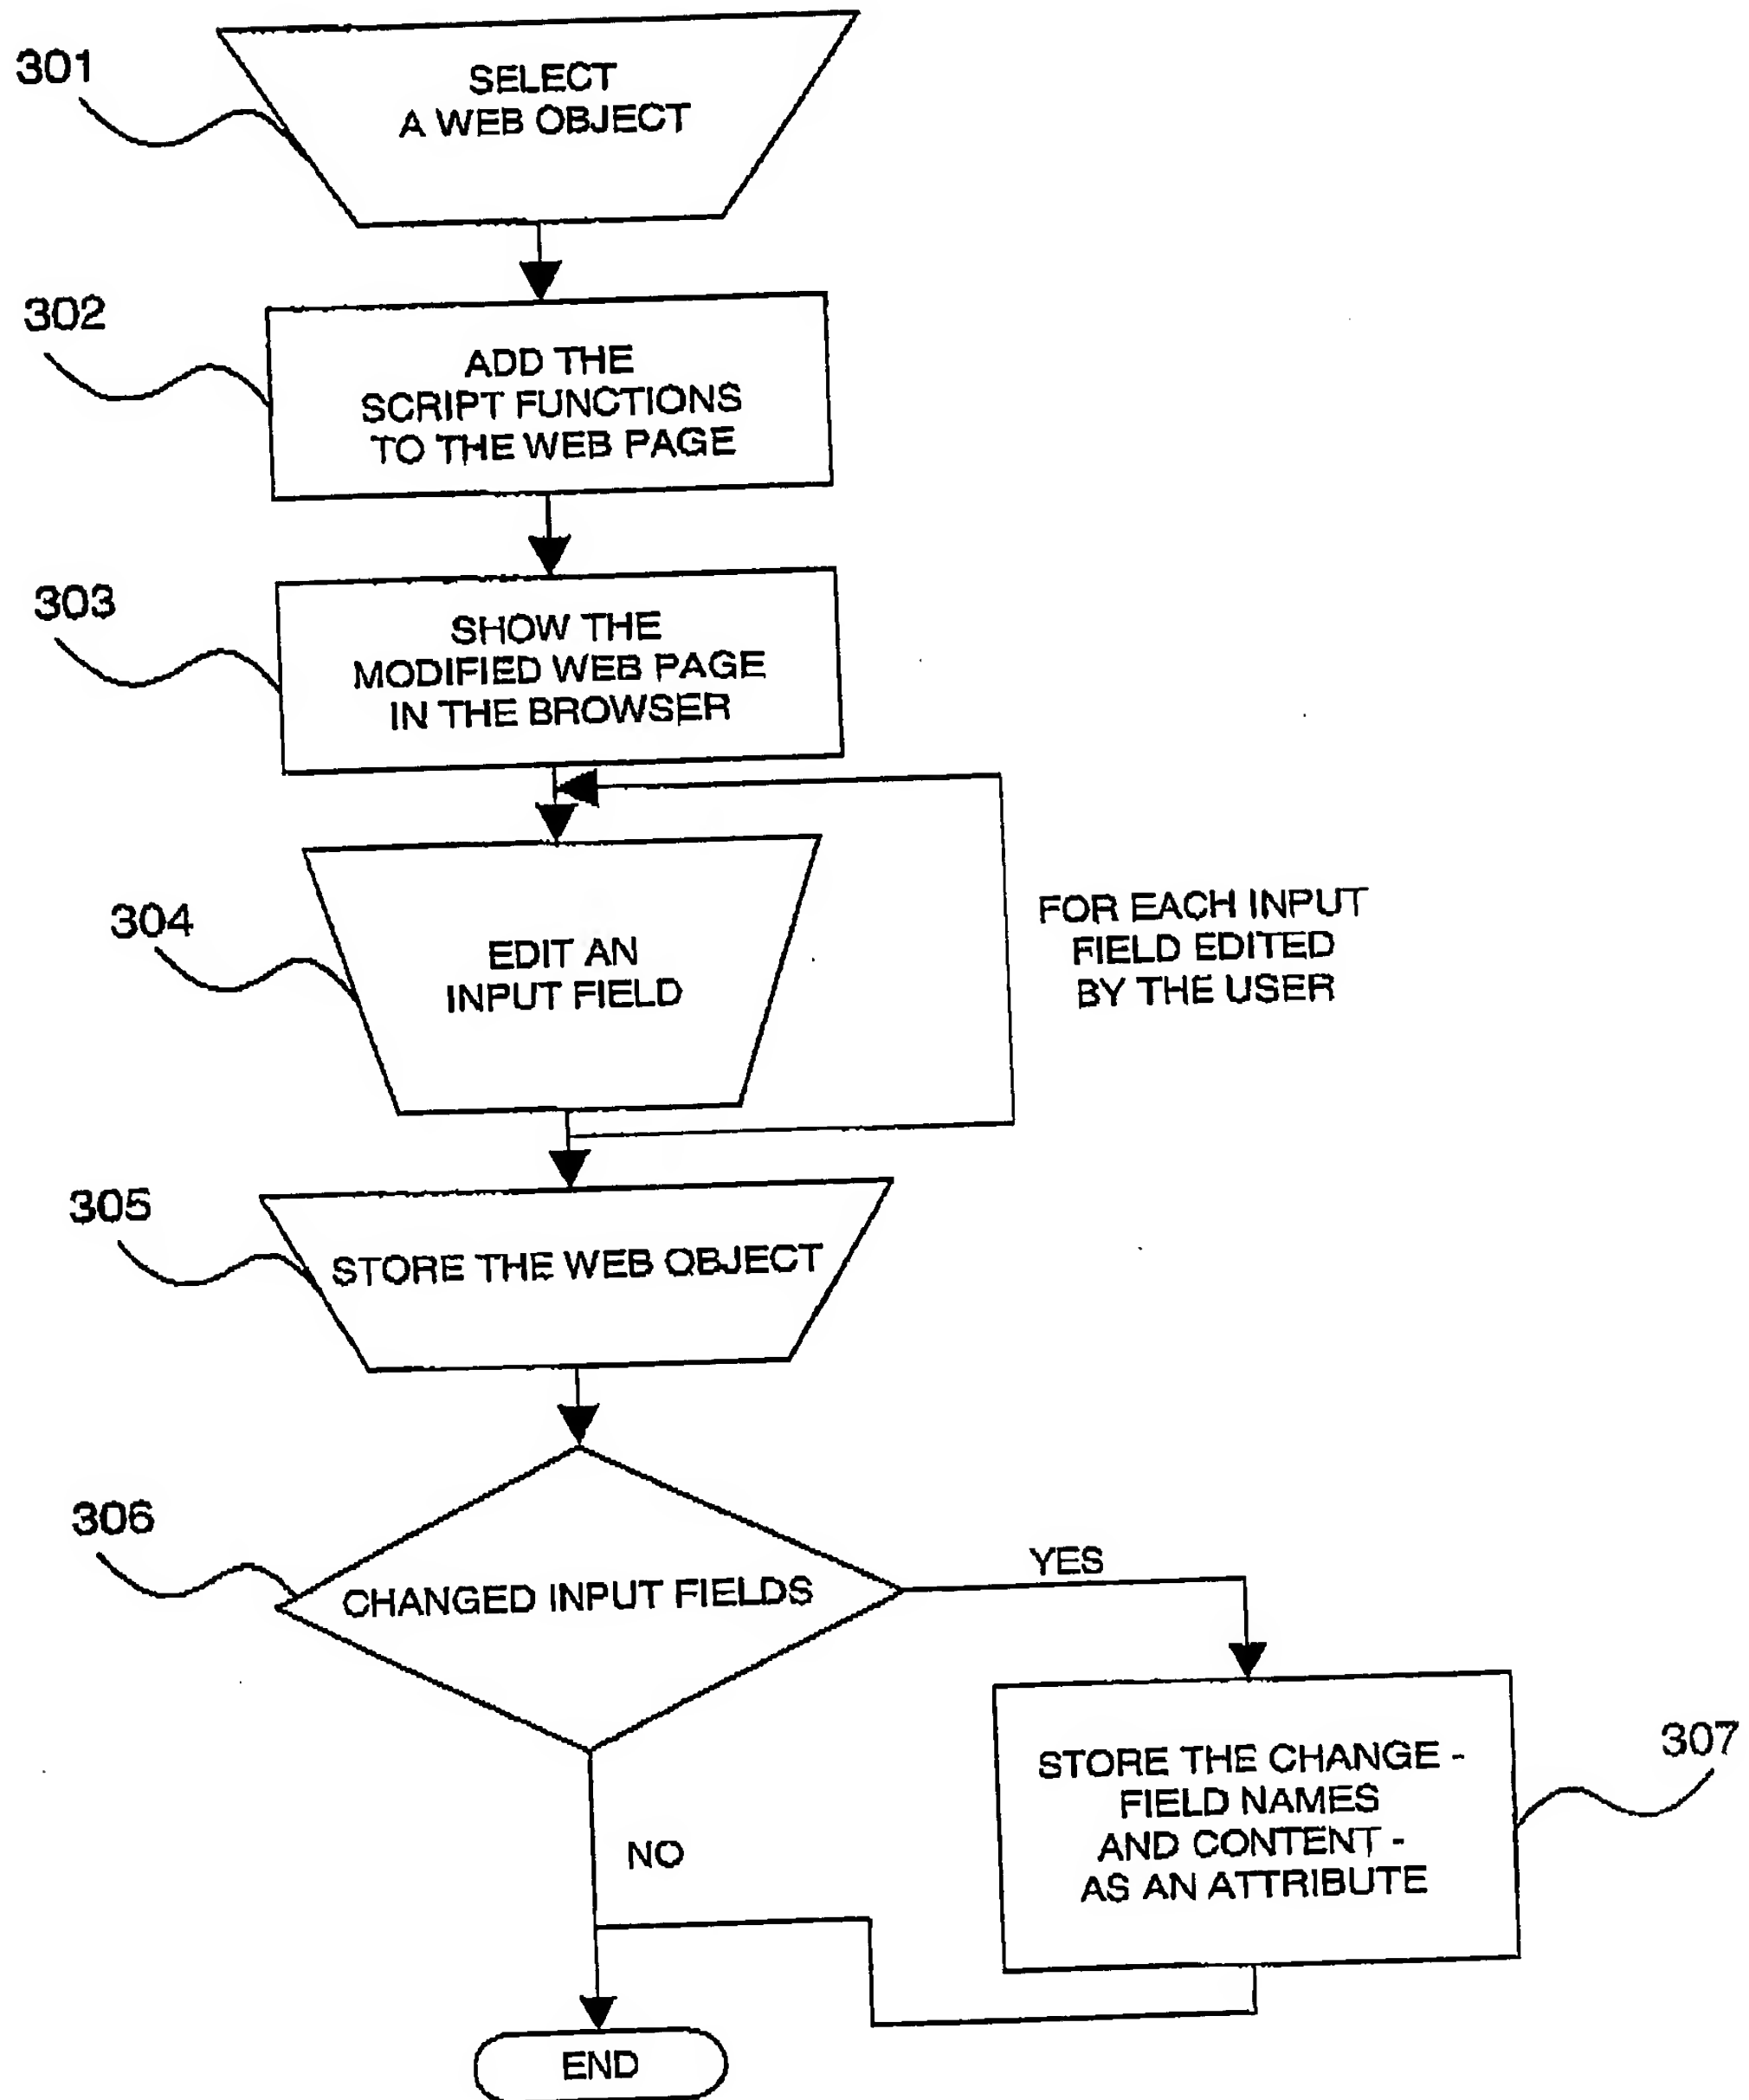 301
SELECT
A WEB OBJECT
302
ADD THE
SCRIPT FUNCTIONS
TO THE WEB PAGE
303
SHOW THE
MODIFIED WEB PAGE
IN THE BROWSER
304
EDIT AN
INPUT FIELD
FOR EACH INPUT
FIELD EDITED
BY THE USER
305
STORE THE WEB OBJECT
306
CHANGED INPUT FIELDS
YES
307
STORE THE CHANGE -
FIELD NAMES
AND CONTENT -
AS AN ATTRIBUTE
NO
END